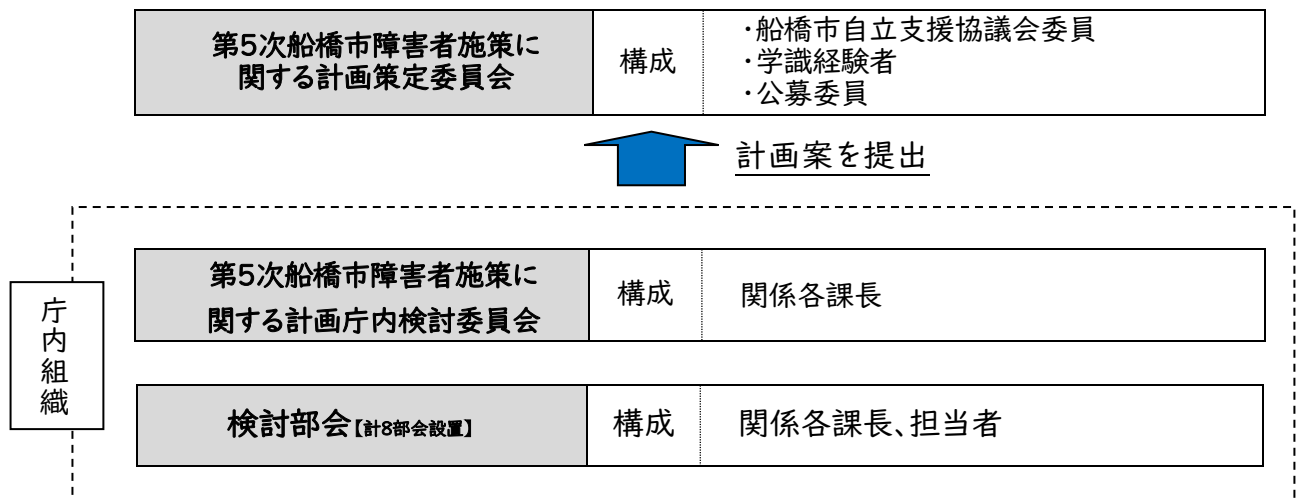 第5次船橋市障害者施策に
関する計画策定委員会
構成
・船橋市自立支援協議会委員
・学識経験者
・公募委員
計画案を提出
庁内組織
第5次船橋市障害者施策に
関する計画庁内検討委員会
構成
関係各課長
検討部会【計8部会設置】
構成
関係各課長、担当者